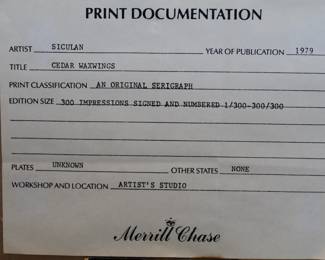 PRINT DOCUMENTATION
ARTIST SICULAN YEAR OF PUBLICATION 1979
TITLE CEDAR WAXWINGS
PRINT CLASSIFICATION AN ORIGINAL SERIGRAPH
EDITION SIZE 300 IMPRESSIONS SIGNED AND NUMBERED 1/300-300/300
PLATES UNKNOWN OTHER STATES NONE
WORKSHOP AND LOCATION ARTIST'S STUDIO
Merrill Chase